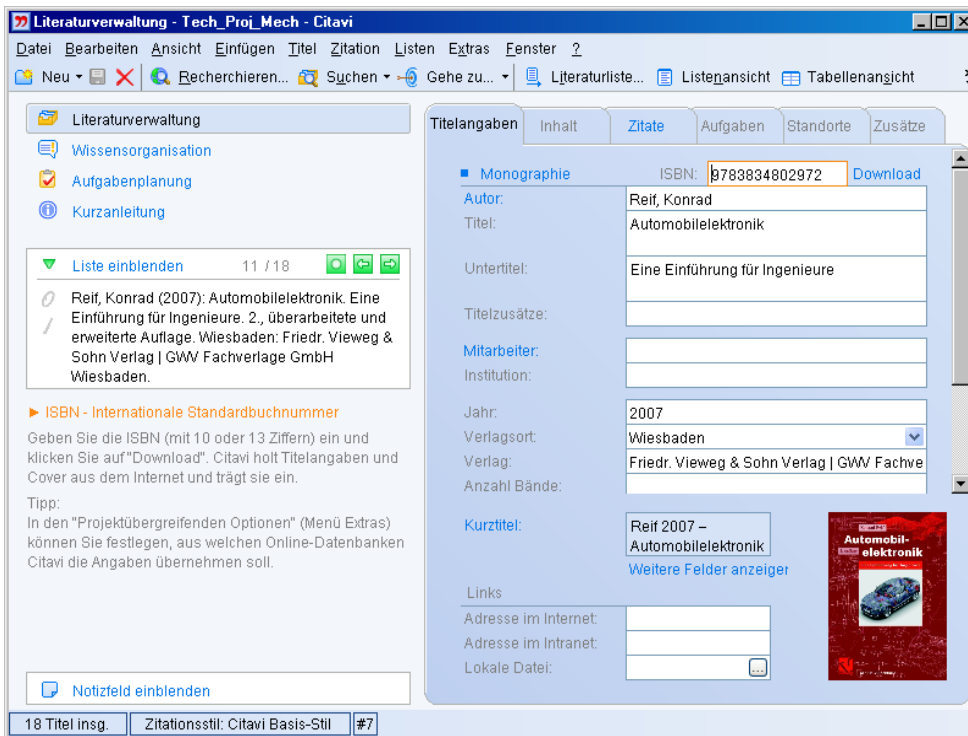 Literaturverwaltung - Tech_Proj_Mech - Citavi
Datei Bearbeiten Ansicht Einfügen Titel Zitation Listen Extras Fenster ?
Neu Recherchieren... Suchen Gehe zu... Literaturliste... Listenansicht Tabellenansicht
Literaturverwaltung
Wissensorganisation
Aufgabenplanung
Kurzanleitung
Liste einblenden 11 / 18
Reif, Konrad (2007): Automobilelektronik. Eine
Einführung für Ingenieure. 2., überarbeitete und
erweiterte Auflage. Wiesbaden: Friedr. Vieweg &
Sohn Verlag | GWV Fachverlage GmbH
Wiesbaden.
ISBN - Internationale Standardbuchnummer
Geben Sie die ISBN (mit 10 oder 13 Ziffern) ein und
klicken Sie auf "Download". Citavi holt Titelangaben und
Cover aus dem Internet und trägt sie ein.
Tipp:
In den "Projektübergreifenden Optionen" (Menü Extras)
können Sie festlegen, aus welchen Online-Datenbanken
Citavi die Angaben übernehmen soll.
Notizfeld einblenden
Titelangaben Inhalt Zitate Aufgaben Standorte Zusätze
Monographie ISBN: 9783834802972 Download
Autor: Reif, Konrad
Titel: Automobilelektronik
Untertitel: Eine Einführung für Ingenieure
Titelzusätze:
Mitarbeiter:
Institution:
Jahr: 2007
Verlagsort: Wiesbaden
Verlag: Friedr. Vieweg & Sohn Verlag | GWV Fachve
Anzahl Bände:
Kurztitel: Reif 2007 –
Automobilelektronik
Weitere Felder anzeiger
Links
Adresse im Internet:
Adresse im Intranet:
Lokale Datei: ...
Automobil-
elektronik
18 Titel insg. Zitationsstil: Citavi Basis-Stil #7